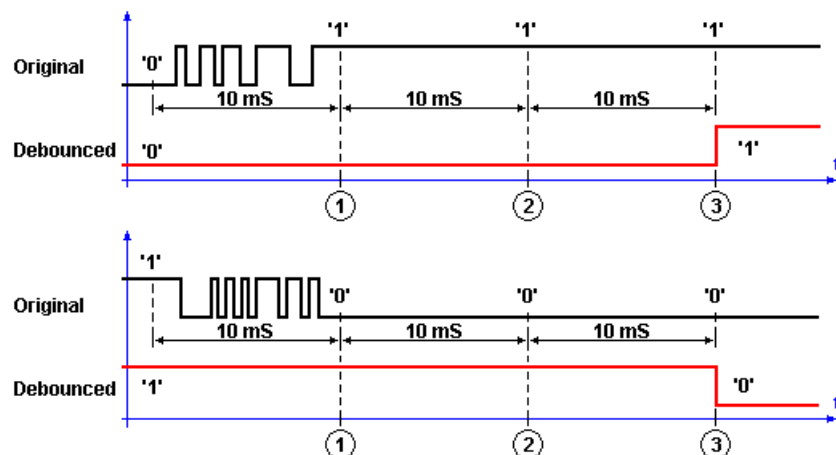 '1' '1' '1'
Original '0'
10 mS 10 mS 10 mS
Debounced '0' '1'
t
1 2 3
'1'
'0' '0' '0'
Original
10 mS 10 mS 10 mS
Debounced '1' '0'
t
1 2 3